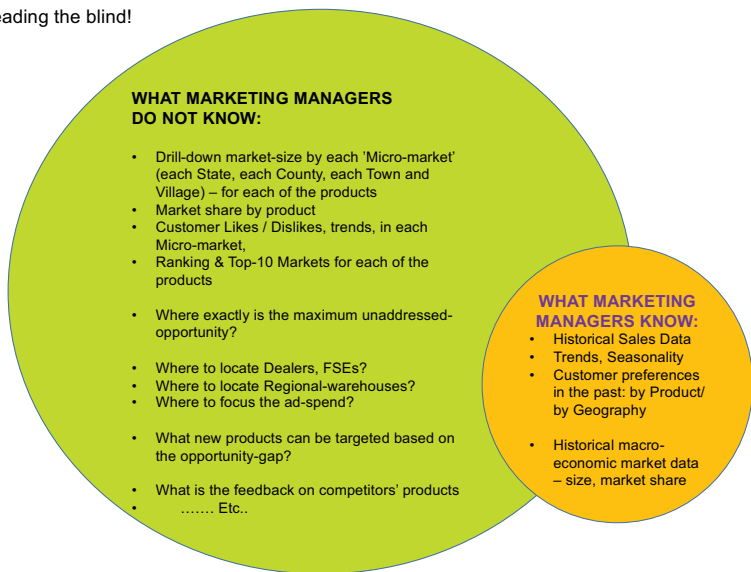 eading the blind!
WHAT MARKETING MANAGERS
DO NOT KNOW:
• Drill-down market-size by each 'Micro-market'
(each State, each County, each Town and
Village) – for each of the products
• Market share by product
• Customer Likes / Dislikes, trends, in each
Micro-market,
• Ranking & Top-10 Markets for each of the
products
• Where exactly is the maximum unaddressed-
opportunity?
• Where to locate Dealers, FSEs?
• Where to locate Regional-warehouses?
• Where to focus the ad-spend?
• What new products can be targeted based on
the opportunity-gap?
• What is the feedback on competitors' products
• ....... Etc..
WHAT MARKETING
MANAGERS KNOW:
• Historical Sales Data
• Trends, Seasonality
• Customer preferences
in the past: by Product/
by Geography
• Historical macro-
economic market data
– size, market share